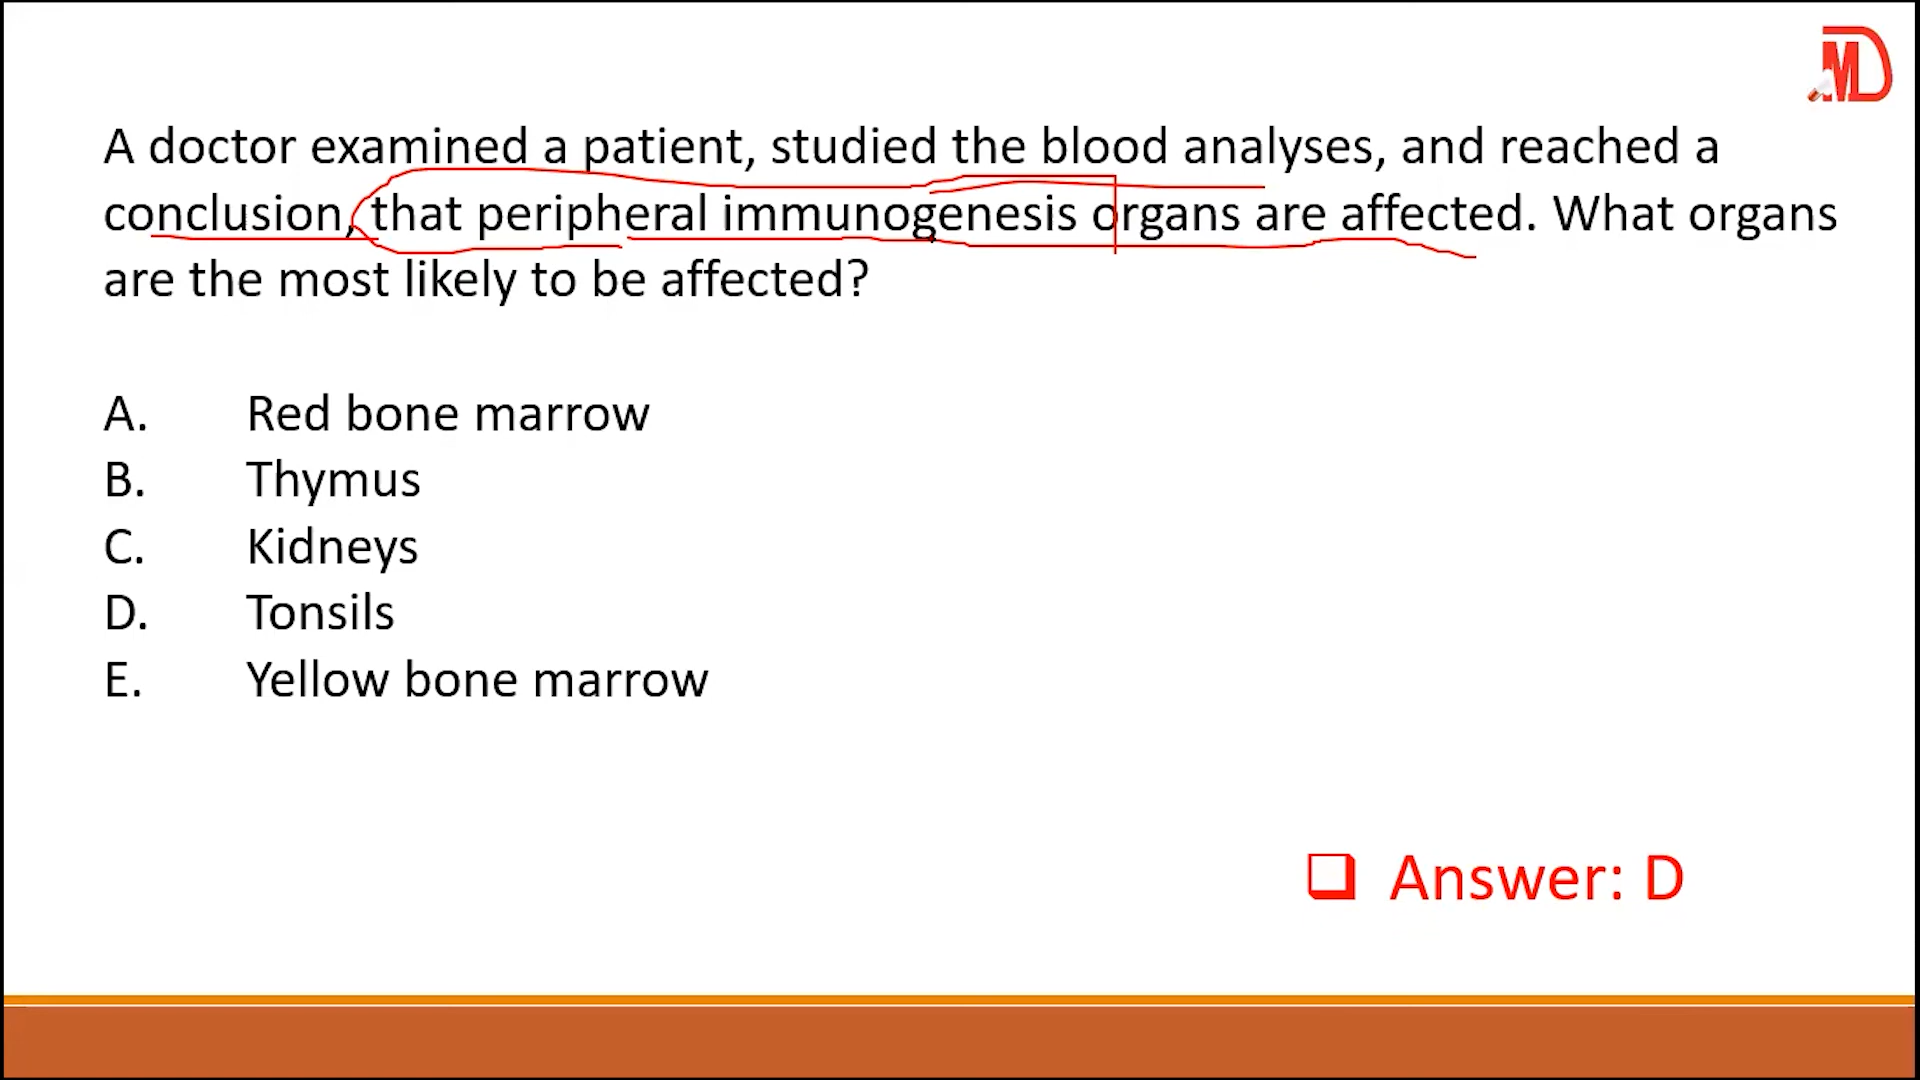 MD
A doctor examined a patient, studied the blood analyses, and reached a
conclusion, that peripheral immunogenesis organs are affected. What organs
are the most likely to be affected?
A. Red bone marrow
B. Thymus
C. Kidneys
D. Tonsils
E. Yellow bone marrow
❑ Answer: D